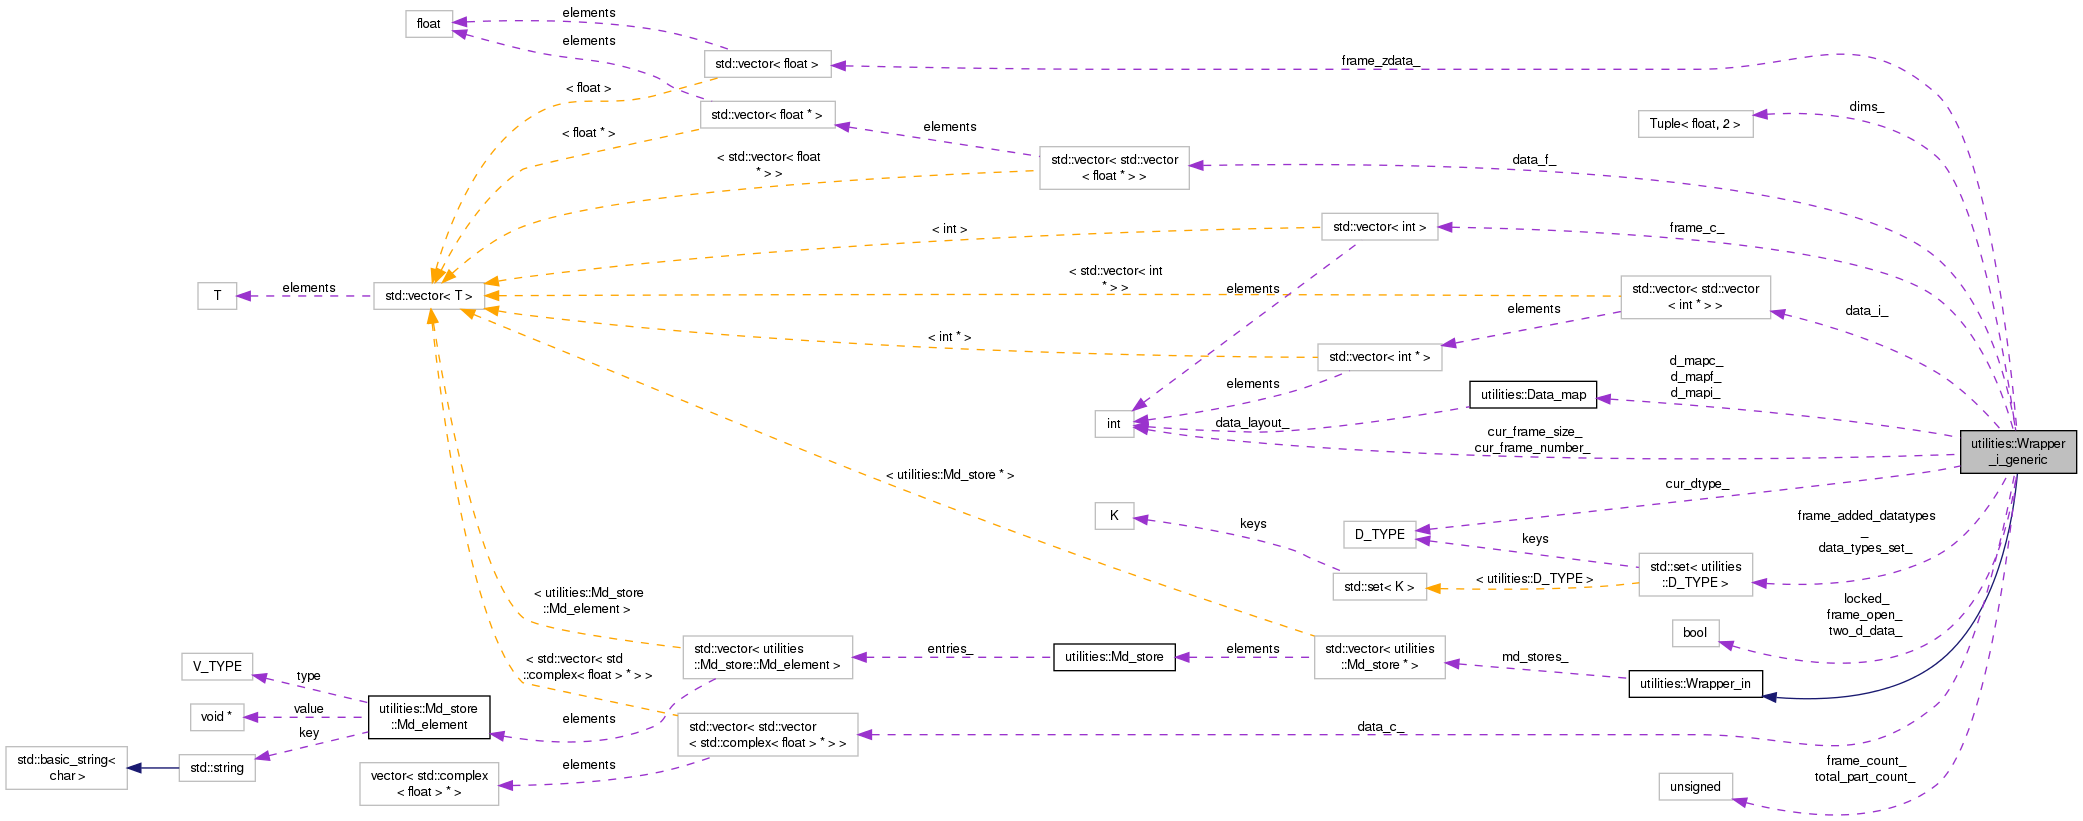 elements
float
elements
std::vector< float >
frame_zdata_
< float >
dims_
std::vector< float * >
Tuple< float, 2 >
< float * >
elements
< std::vector< float
* > >
std::vector< std::vector
< float * > >
data_f_
std::vector< int >
frame_c_
< int >
< std::vector< int
* > >
elements
std::vector< std::vector
< int * > >
T
elements
std::vector< T >
elements
data_i_
< int * >
std::vector< int * >
elements
d_mapc_
d_mapf_
d_mapi_
utilities::Data_map
int
data_layout_
cur_frame_size_
cur_frame_number_
utilities::Wrapper
_i_generic
< utilities::Md_store * >
cur_dtype_
K
keys
D_TYPE
keys
frame_added_datatypes
_
data_types_set_
std::set< K >
< utilities::D_TYPE >
std::set< utilities
::D_TYPE >
< utilities::Md_store
::Md_element >
locked_
frame_open_
two_d_data_
bool
std::vector< utilities
::Md_store::Md_element >
entries_
utilities::Md_store
elements
std::vector< utilities
::Md_store * >
md_stores_
utilities::Wrapper_in
< std::vector< std
::complex< float > * > >
V_TYPE
type
void *
value
key
utilities::Md_store
::Md_element
elements
std::vector< std::vector
< std::complex< float > * > >
data_c_
std::basic_string<
char >
std::string
vector< std::complex
< float > * >
elements
frame_count_
total_part_count_
unsigned